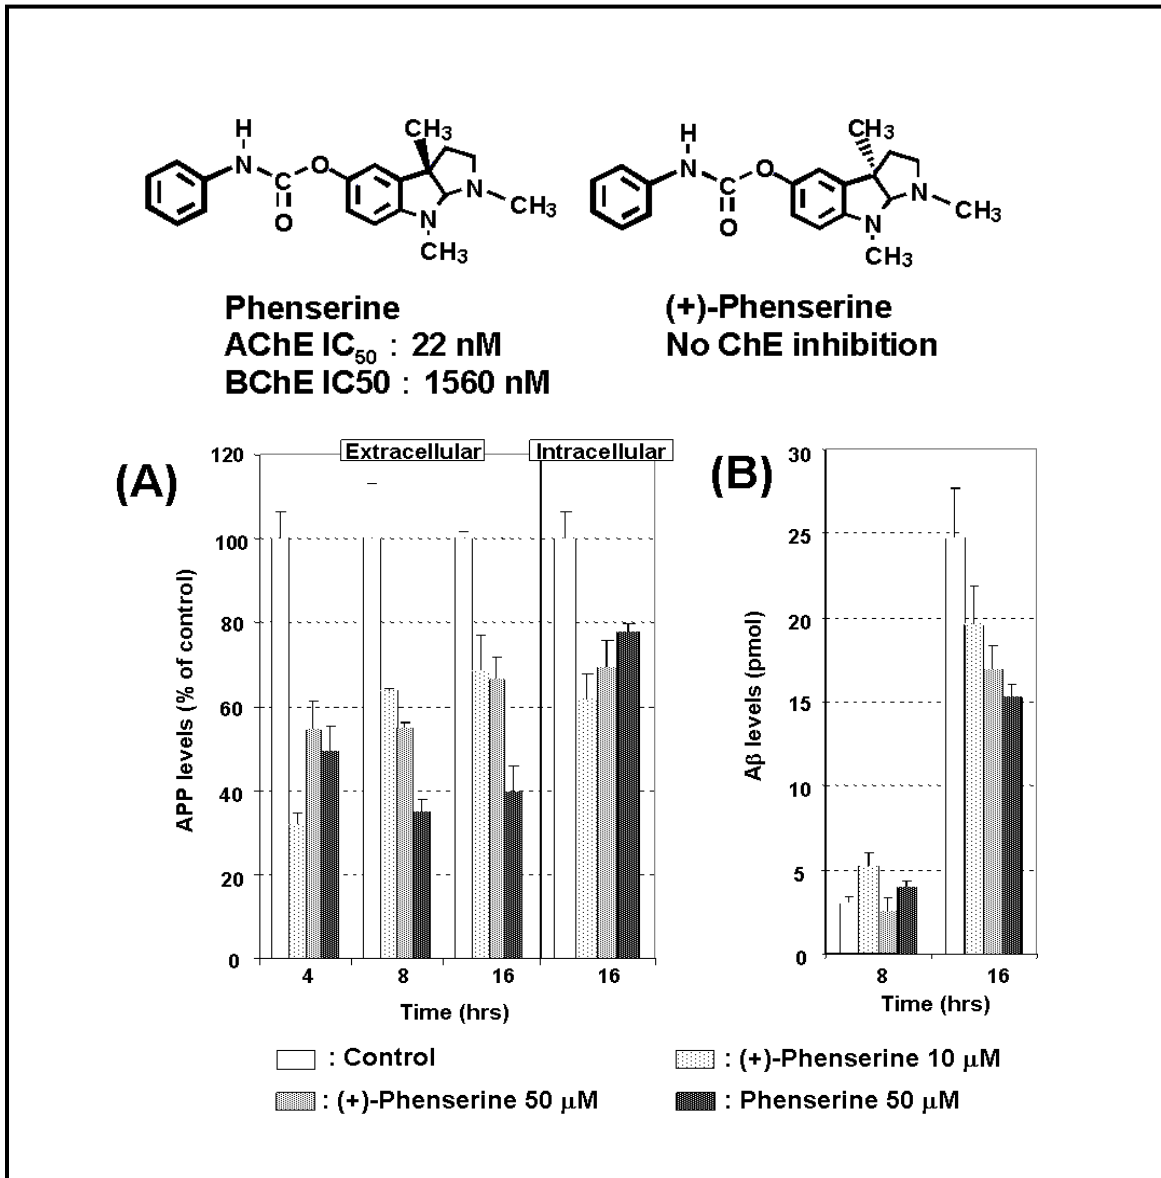 H
N
C
O
O
CH3
N
N
CH3
CH3
H
N
C
O
O
CH3
N
N
CH3
CH3
Phenserine
AChE IC50 : 22 nM
BChE IC50 : 1560 nM
(+)-Phenserine
No ChE inhibition
(A)
Extracellular
Intracellular
120
100
80
60
40
20
0
APP levels (% of control)
4
8
16
16
Time (hrs)
(B)
30
25
20
15
10
5
0
Aβ levels (pmol)
8
16
Time (hrs)
: Control
: (+)-Phenserine 10 μM
: (+)-Phenserine 50 μM
: Phenserine 50 μM